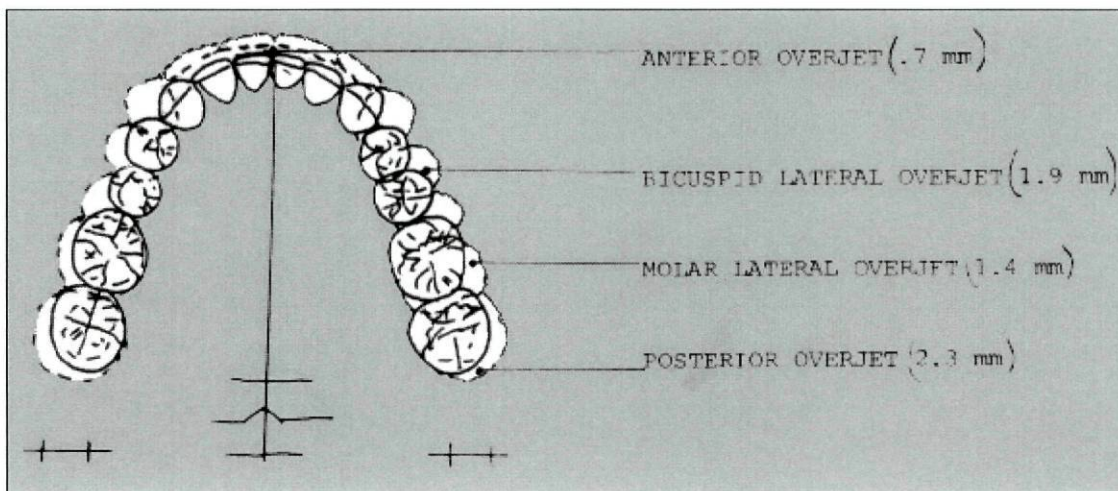 ANTERIOR OVERJET (.7 mm)
BICUSPID LATERAL OVERJET (1.9 mm)
MOLAR LATERAL OVERJET (1.4 mm)
POSTERIOR OVERJET (2.3 mm)